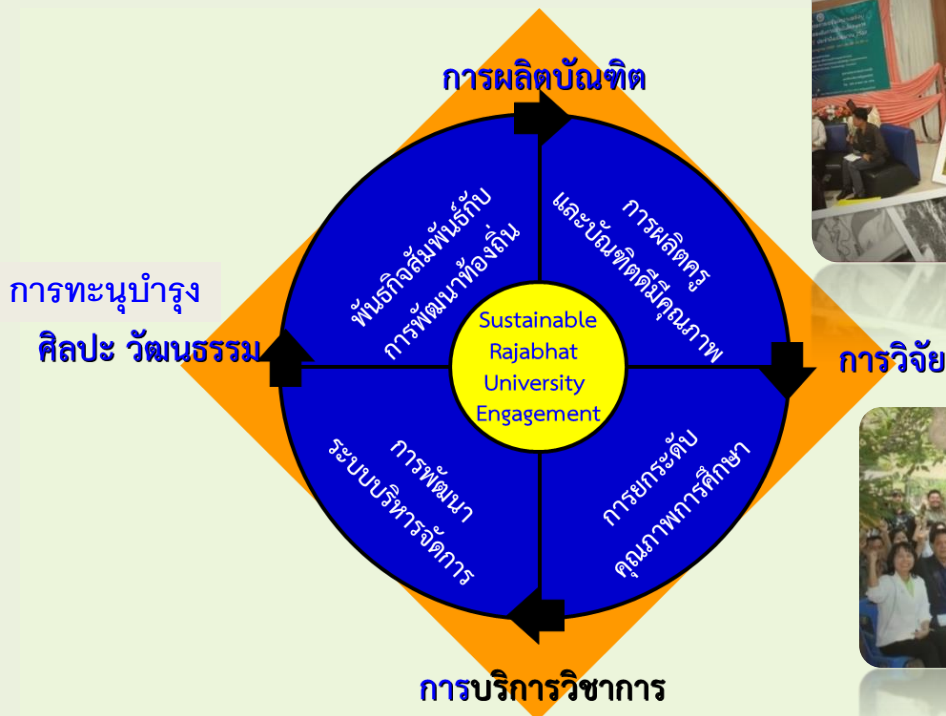 การผลิตบัณฑิต
พันธกิจสัมพันธ์กับ
การพัฒนาท้องถิ่น
การผลิตครู
และบัณฑิตดีมีคุณภาพ
การทะนุบำรุง
ศิลปะ วัฒนธรรม
Sustainable
Rajabhat
University
Engagement
การวิจัย
การพัฒนา
ระบบบริหารจัดการ
การยกระดับ
คุณภาพการศึกษา
การบริการวิชาการ